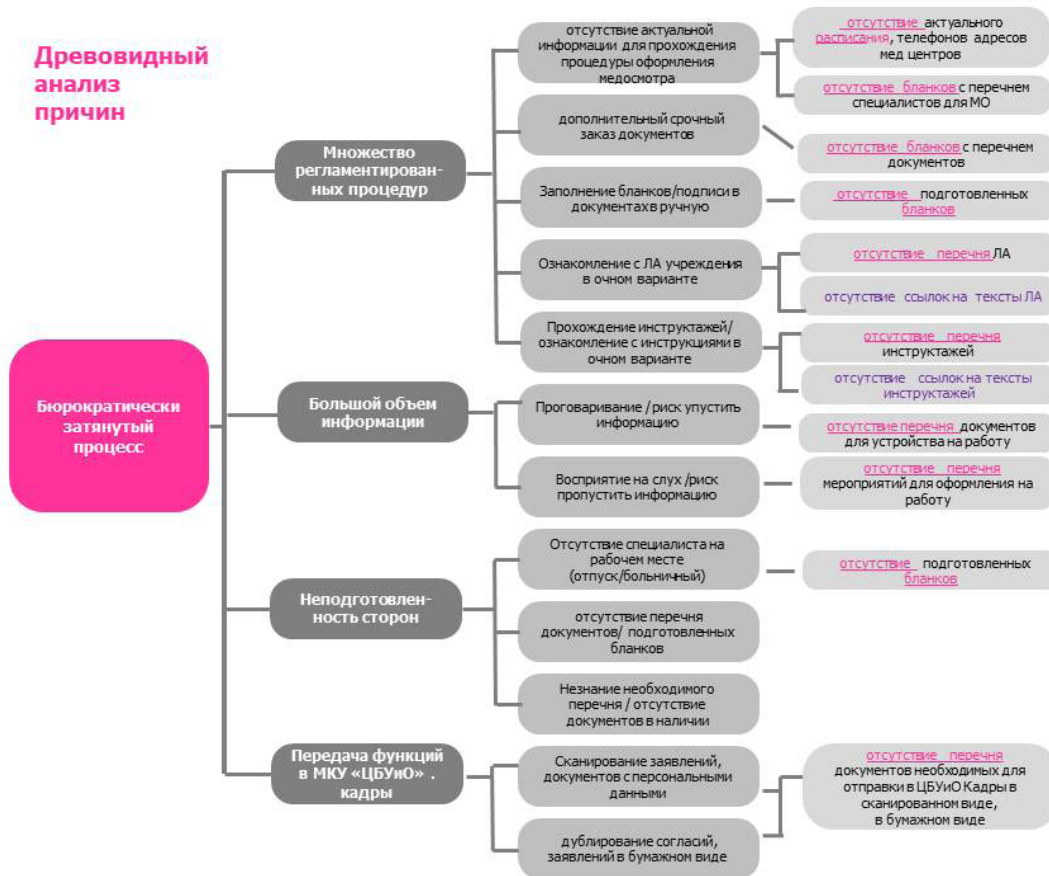 Древовидный
анализ
причин
Бюрократически
затянутый
процесс
Множество
регламентирован-
ных процедур
отсутствие актуальной
информации для прохождения
процедуры оформления
медосмотра
отсутствие актуального
расписания, телефонов адресов
мед центров
отсутствие бланков с перечнем
специалистов для МО
дополнительный срочный
заказ документов
отсутствие бланков с перечнем
документов
Заполнение бланков/подписи в
документах в ручную
отсутствие подготовленных
бланков
Ознакомление с ЛА учреждения
в очном варианте
отсутствие перечня ЛА
отсутствие ссылок на тексты ЛА
Прохождение инструктажей/
ознакомление с инструкциями в
очном варианте
отсутствие перечня
инструктажей
отсутствие ссылок на тексты
инструктажей
Большой объем
информации
Проговаривание / риск упустить
информацию
отсутствие перечня документов
для устройства на работу
Восприятие на слух /риск
пропустить информацию
отсутствие перечня
мероприятий для оформления на
работу
Неподготовлен-
ность сторон
Отсутствие специалиста на
рабочем месте
(отпуск/больничный)
отсутствие подготовленных
бланков
отсутствие перечня
документов/ подготовленных
бланков
Незнание необходимого
перечня / отсутствие
документов в наличии
Передача функций
в МКУ «ЦБУиО» .
кадры
Сканирование заявлений,
документов с персональными
данными
дублирование согласий,
заявлений в бумажном виде
отсутствие перечня
документов необходимых для
отправки в ЦБУиО Кадры в
сканированном виде,
в бумажном виде